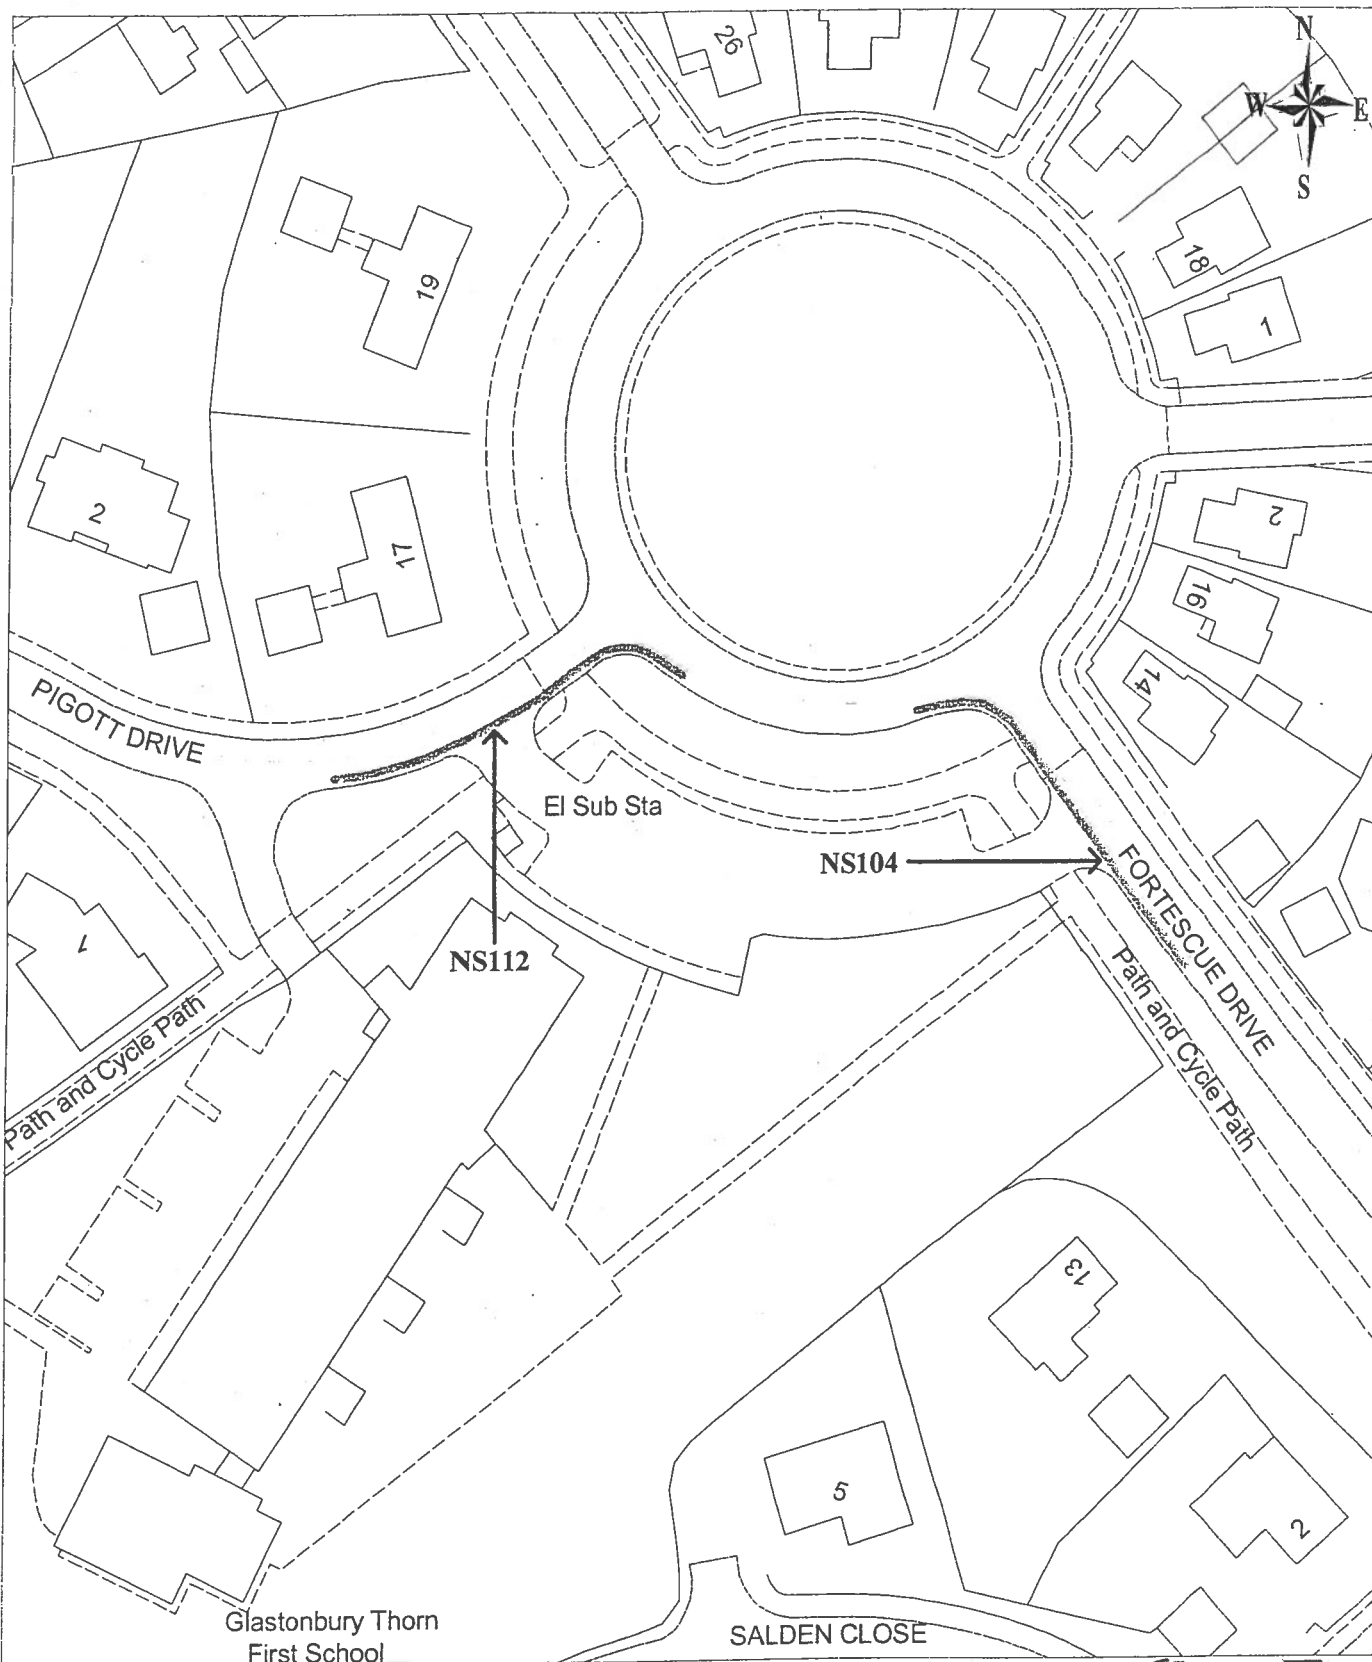 26
N
W
E
S
19
18
1
2
17
2
16
14
PIGOTT DRIVE
El Sub Sta
NS104
FORTESCUE DRIVE
1
NS112
Path and Cycle Path
Path and Cycle Path
13
5
2
Glastonbury Thorn
First School
SALDEN CLOSE